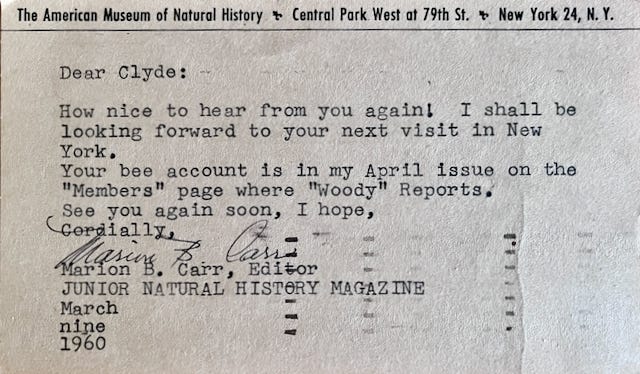 The American Museum of Natural History Central Park West at 79th St. New York 24, N. Y.
Dear Clyde:
How nice to hear from you again! I shall be
looking forward to your next visit in New
York.
Your bee account is in my April issue on the
"Members" page where "Woody" Reports.
See you again soon, I hope,
Cordially,
Marion B. Carr
Marion B. Carr, Editor
JUNIOR NATURAL HISTORY MAGAZINE
March
nine
1960